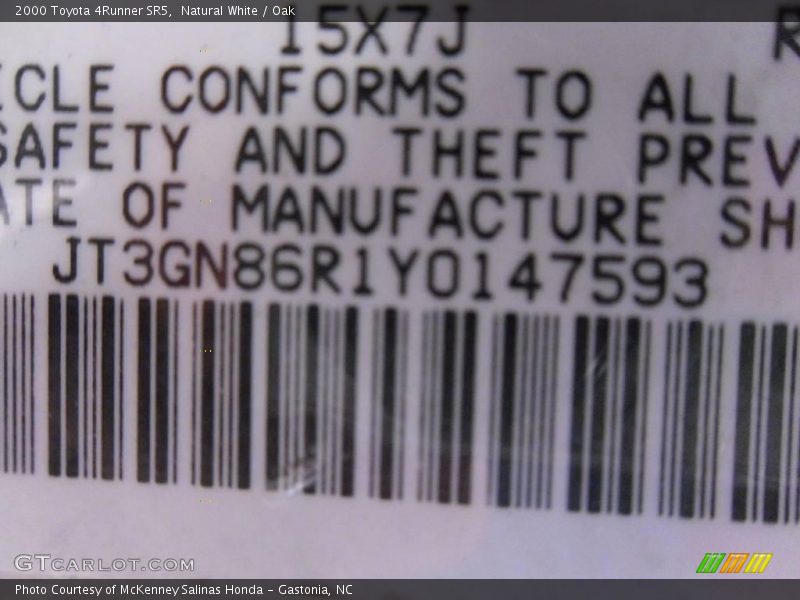 2000 Toyota 4Runner SR5, Natural White / Oak
15X7J R
ICLE CONFORMS TO ALL
SAFETY AND THEFT PREV
ATE OF MANUFACTURE SH
JT3GN86R1Y0147593
GTCARLOT.COM
Photo Courtesy of McKenney Salinas Honda - Gastonia, NC